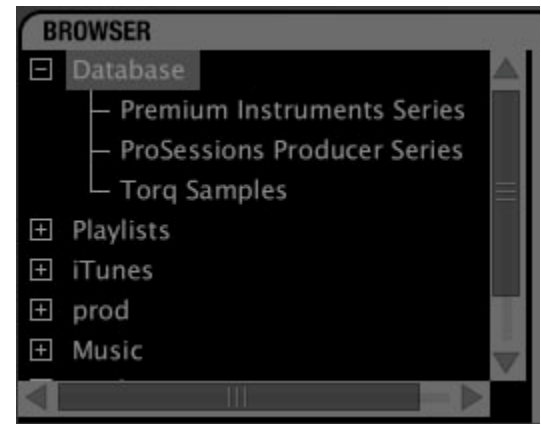 BROWSER
Database
Premium Instruments Series
ProSessions Producer Series
Torq Samples
Playlists
iTunes
prod
Music